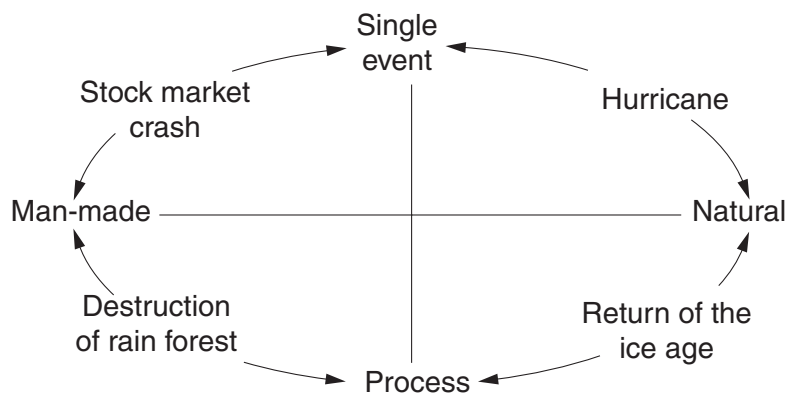 Single
event
Stock market
crash
Hurricane
Man-made
Natural
Destruction
of rain forest
Return of the
ice age
Process